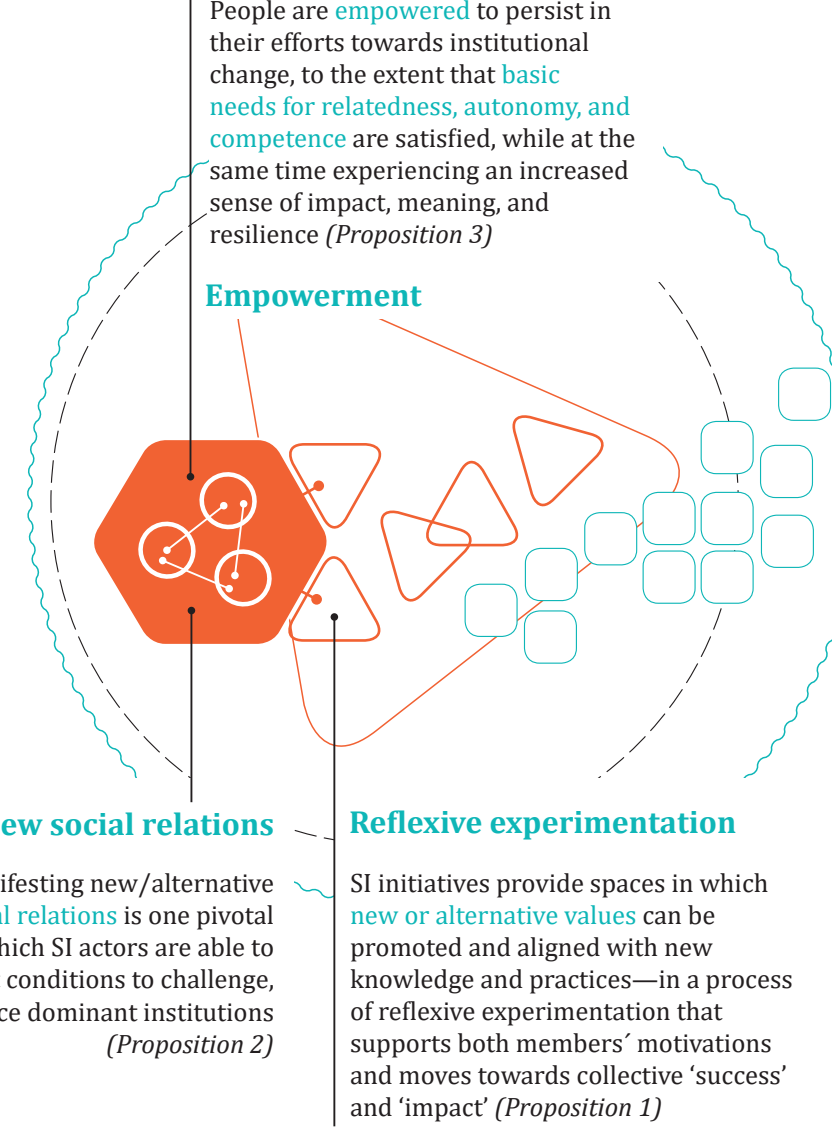 People are empowered to persist in
their efforts towards institutional
change, to the extent that basic
needs for relatedness, autonomy, and
competence are satisfied, while at the
same time experiencing an increased
sense of impact, meaning, and
resilience (Proposition 3)
Empowerment
ew social relations
ifesting new/alternative
al relations is one pivotal
hich SI actors are able to
conditions to challenge,
ce dominant institutions
(Proposition 2)
Reflexive experimentation
SI initiatives provide spaces in which
new or alternative values can be
promoted and aligned with new
knowledge and practices—in a process
of reflexive experimentation that
supports both members´ motivations
and moves towards collective ‘success’
and ‘impact’ (Proposition 1)